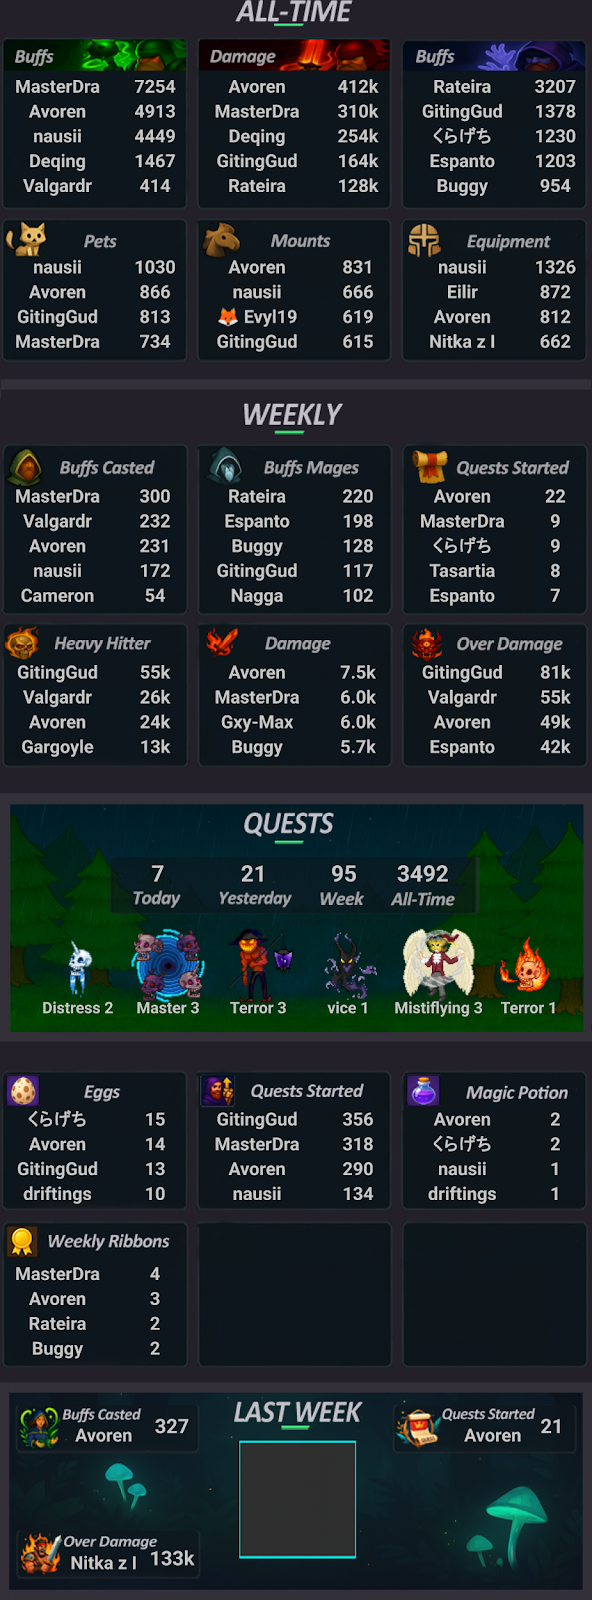 ALL-TIME
Buffs
MasterDra 7254
Avoren 4913
nausii 4449
Deqing 1467
Valgardr 414
Damage
Avoren 412k
MasterDra 310k
Deqing 254k
GitingGud 164k
Rateira 128k
Buffs
Rateira 3207
GitingGud 1378
くらげち 1230
Espanto 1203
Buggy 954
Pets
nausii 1030
Avoren 866
GitingGud 813
MasterDra 734
Mounts
Avoren 831
nausii 666
🦊 Evyl19 619
GitingGud 615
Equipment
nausii 1326
Eilir 872
Avoren 812
Nitka z I 662
WEEKLY
Buffs Casted
MasterDra 300
Valgardr 232
Avoren 231
nausii 172
Cameron 54
Buffs Mages
Rateira 220
Espanto 198
Buggy 128
GitingGud 117
Nagga 102
Quests Started
Avoren 22
MasterDra 9
くらげち 9
Tasartia 8
Espanto 7
Heavy Hitter
GitingGud 55k
Valgardr 26k
Avoren 24k
Gargoyle 13k
Damage
Avoren 7.5k
MasterDra 6.0k
Gxy-Max 6.0k
Buggy 5.7k
Over Damage
GitingGud 81k
Valgardr 55k
Avoren 49k
Espanto 42k
QUESTS
7 21 95 3492
Today Yesterday Week All-Time
Distress 2 Master 3 Terror 3 vice 1 Mistiflying 3 Terror 1
Eggs
くらげち 15
Avoren 14
GitingGud 13
driftings 10
Quests Started
GitingGud 356
MasterDra 318
Avoren 290
nausii 134
Magic Potion
Avoren 2
くらげち 2
nausii 1
driftings 1
Weekly Ribbons
MasterDra 4
Avoren 3
Rateira 2
Buggy 2
LAST WEEK
Buffs Casted
Avoren 327
Quests Started
Avoren 21
Over Damage
Nitka z I 133k